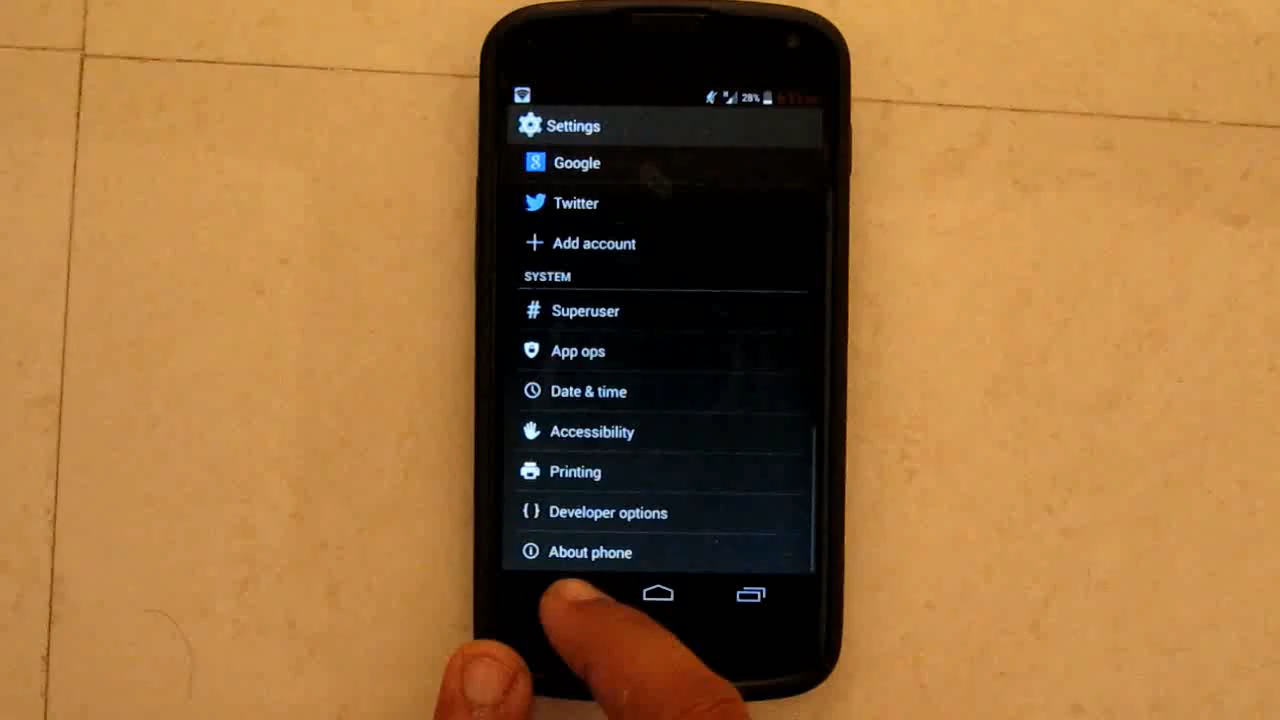 28%
Settings
Google
Twitter
Add account
SYSTEM
Superuser
App ops
Date & time
Accessibility
Printing
Developer options
About phone